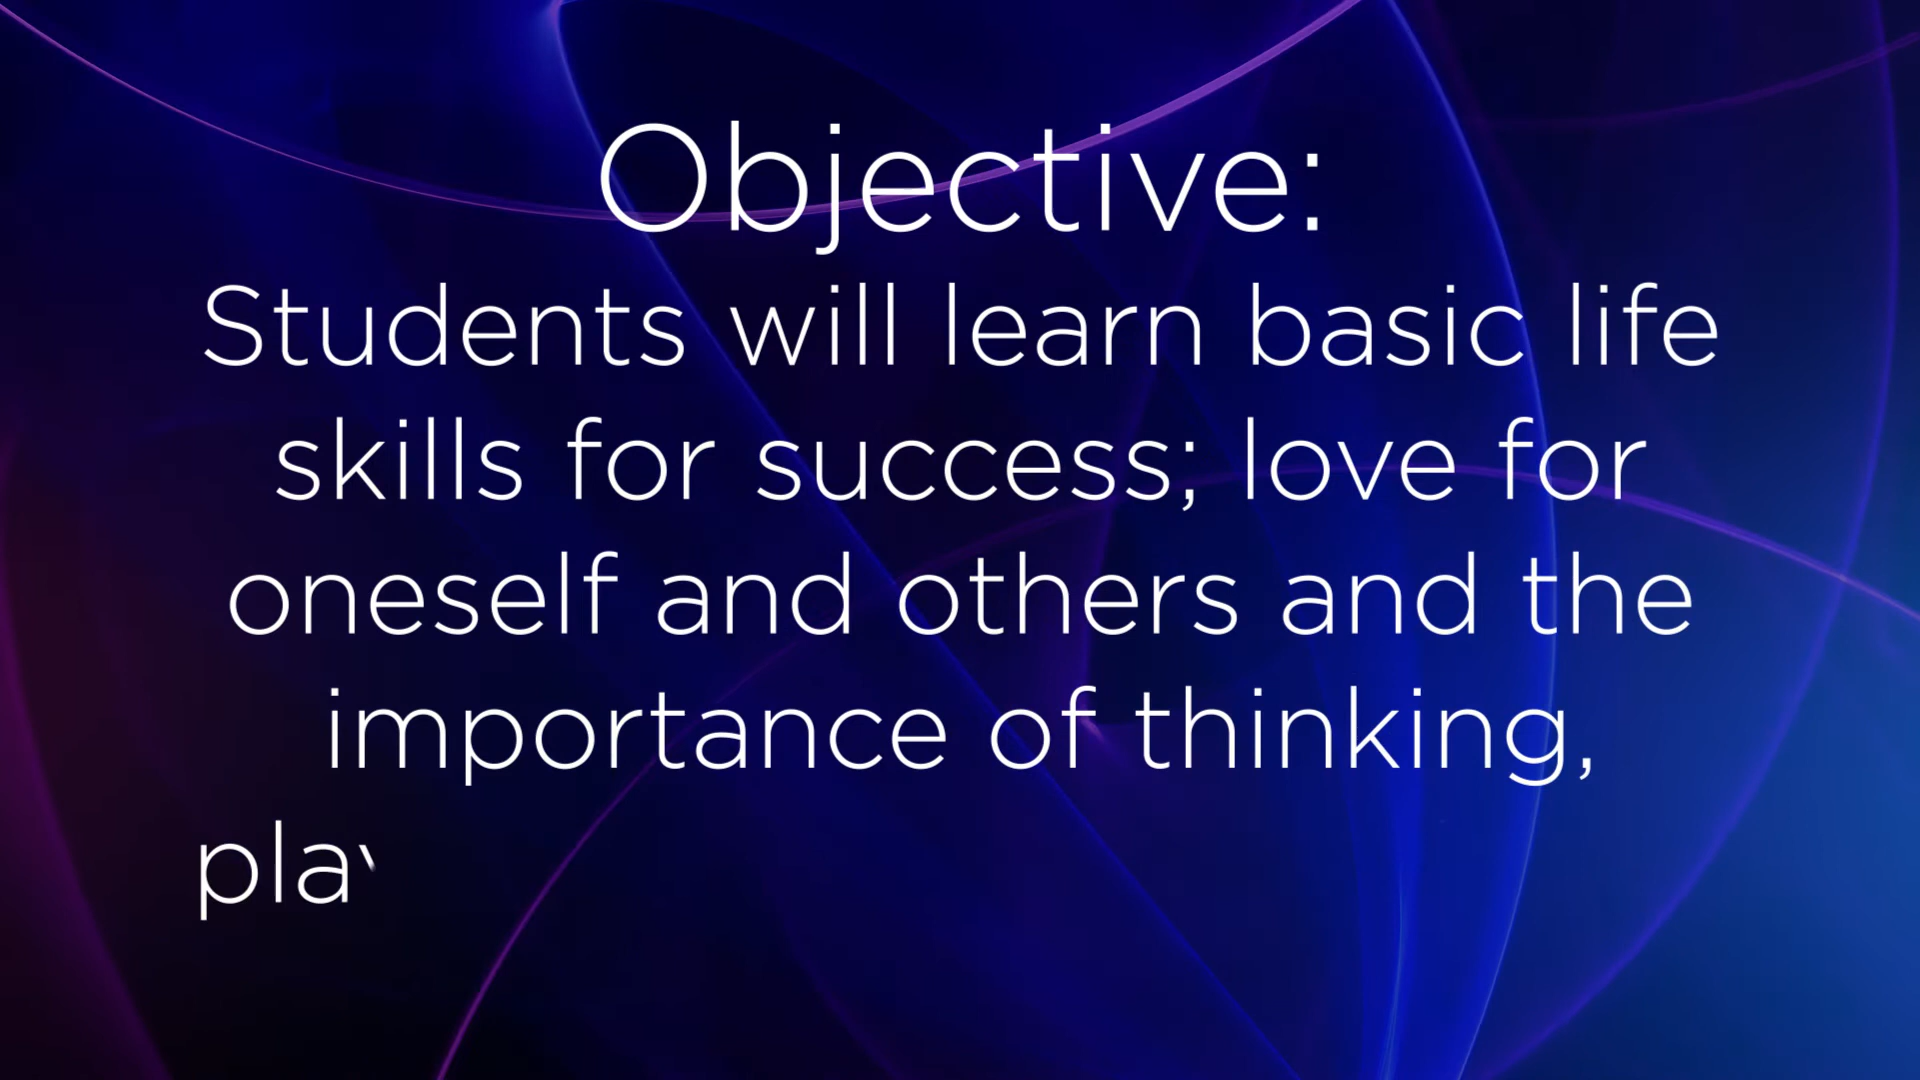 Objective:
Students will learn basic life
skills for success; love for
oneself and others and the
importance of thinking,